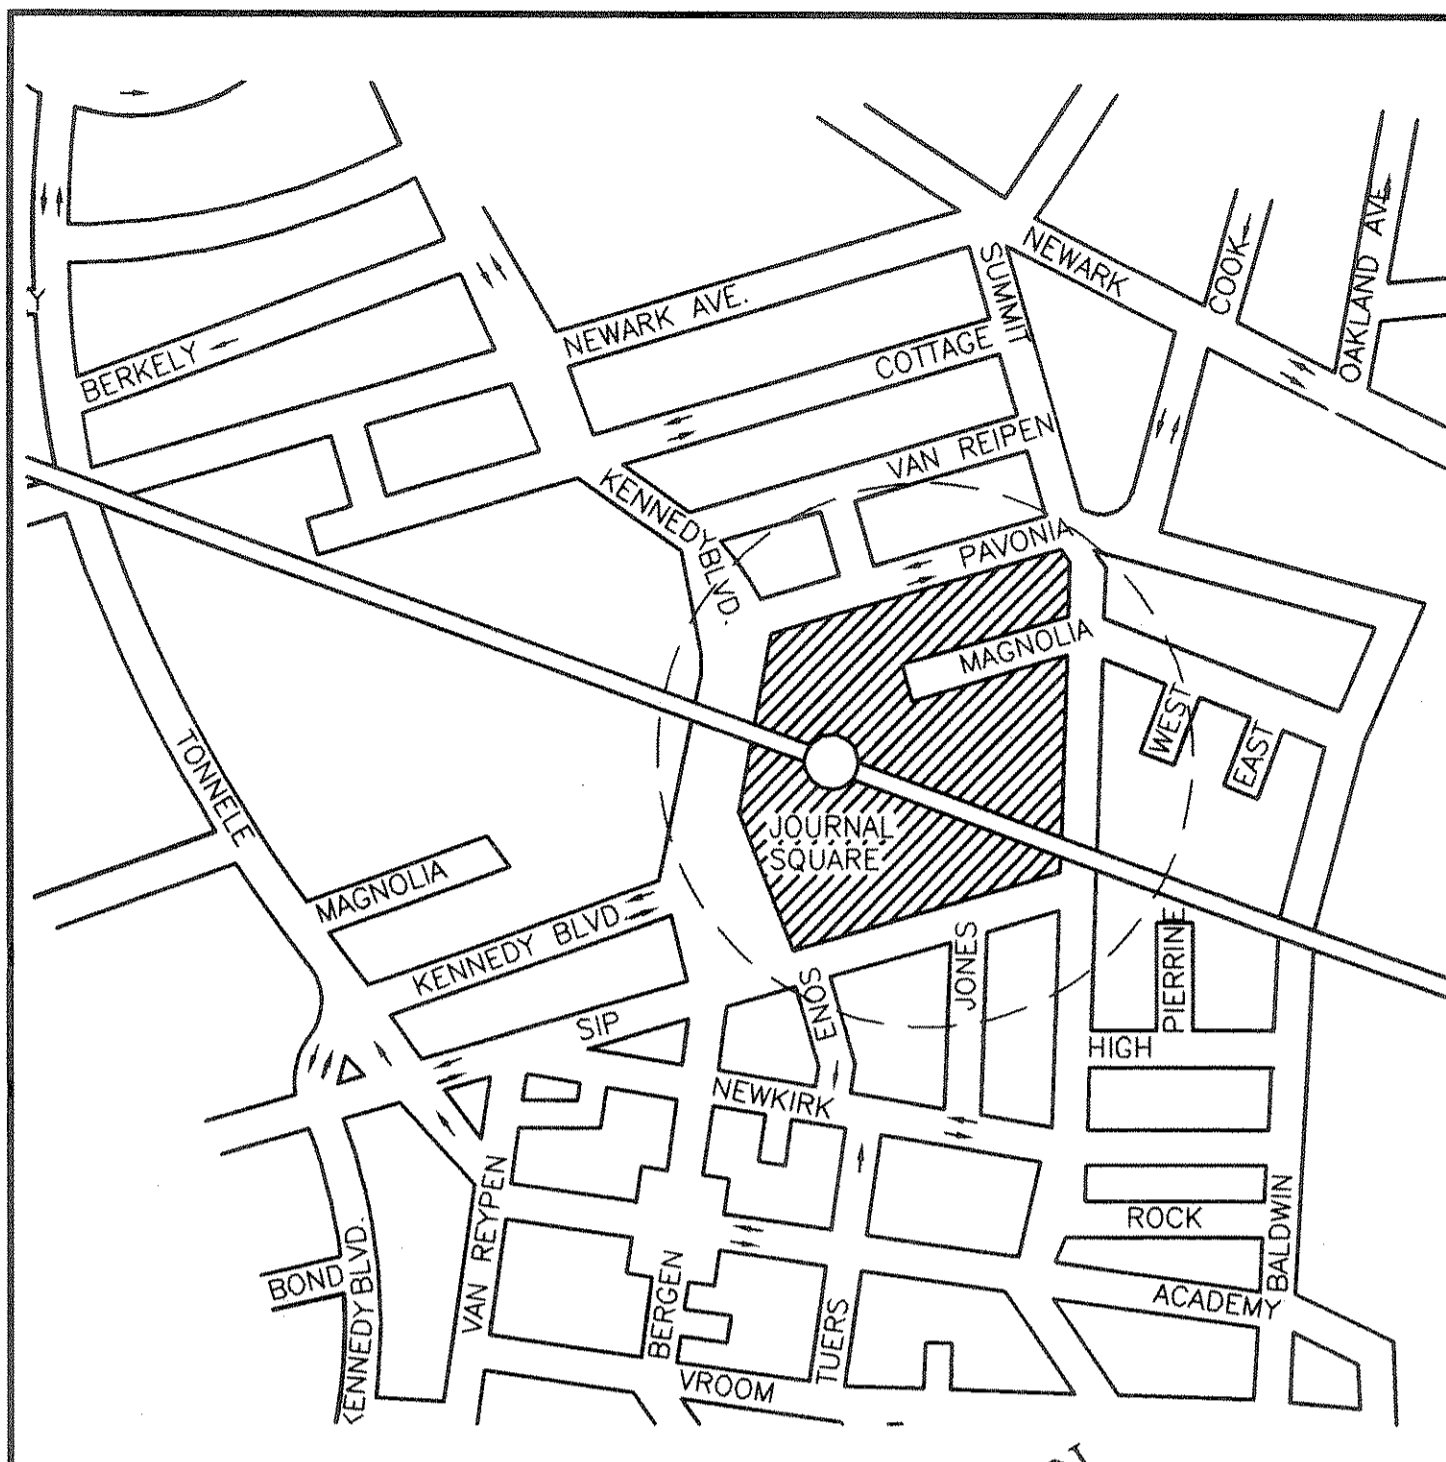 OAKLAND AVE
NEWARK
COOK
SUMMIT
NEWARK AVE.
BERKELY
COTTAGE
VAN REIPEN
KENNEDY BLVD.
PAVONIA
MAGNOLIA
WEST
EAST
TONNELE
JOURNAL
SQUARE
MAGNOLIA
KENNEDY BLVD
PIERRINE
JONES
ENOS
SIP
HIGH
NEWKIRK
VAN REYPEN
ROCK
BALDWIN
BOND
KENNEDY BLVD.
BERGEN
TUERS
ACADEMY
VROOM